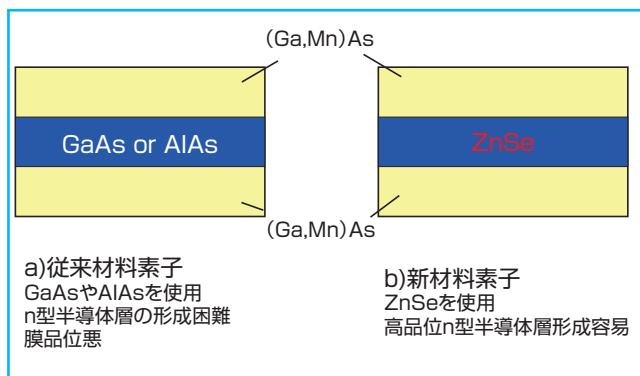 (Ga,Mn)As
GaAs or AlAs
ZnSe
(Ga,Mn)As
a)従来材料素子
GaAsやAlAsを使用
n型半導体層の形成困難
膜品位悪
b)新材料素子
ZnSeを使用
高品位n型半導体層形成容易